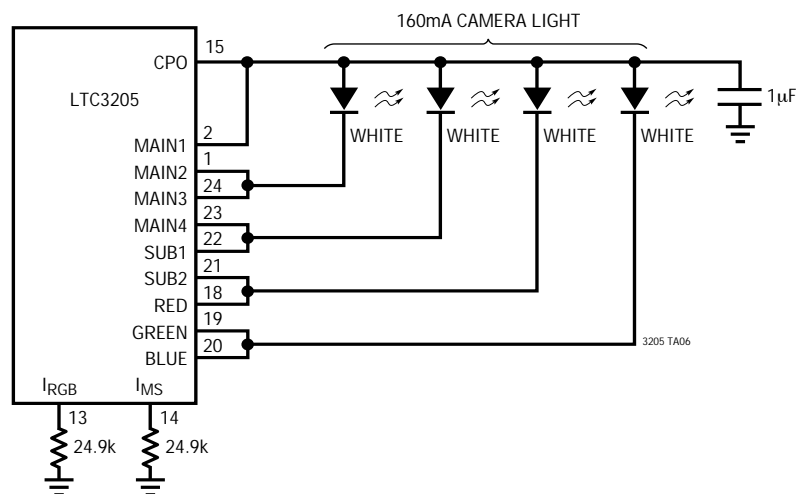 160mA CAMERA LIGHT
15
CPO
LTC3205
1µF
2
MAIN1
WHITE WHITE WHITE WHITE
1
MAIN2
24
MAIN3
23
MAIN4
22
SUB1
21
SUB2
18
RED
19
GREEN
20
BLUE
3205 TA06
IRGB IMS
13 14
24.9k 24.9k